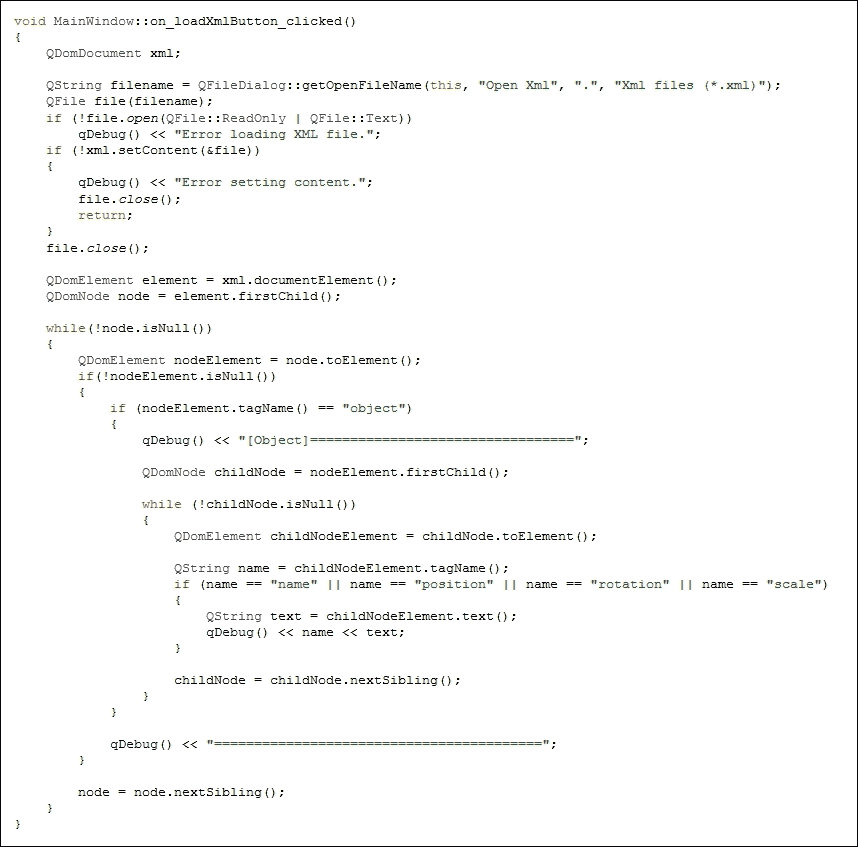 void MainWindow::on_loadXmlButton_clicked()
{
    QDomDocument xml;

    QString filename = QFileDialog::getOpenFileName(this, "Open Xml", ".", "Xml files (*.xml)");
    QFile file(filename);
    if (!file.open(QFile::ReadOnly | QFile::Text))
        qDebug() << "Error loading XML file.";
    if (!xml.setContent(&file))
    {
        qDebug() << "Error setting content.";
        file.close();
        return;
    }
    file.close();

    QDomElement element = xml.documentElement();
    QDomNode node = element.firstChild();

    while(!node.isNull())
    {
        QDomElement nodeElement = node.toElement();
        if(!nodeElement.isNull())
        {
            if (nodeElement.tagName() == "object")
            {
                qDebug() << "[Object]=================================";

                QDomNode childNode = nodeElement.firstChild();

                while (!childNode.isNull())
                {
                    QDomElement childNodeElement = childNode.toElement();

                    QString name = childNodeElement.tagName();
                    if (name == "name" || name == "position" || name == "rotation" || name == "scale")
                    {
                        QString text = childNodeElement.text();
                        qDebug() << name << text;
                    }

                    childNode = childNode.nextSibling();
                }
            }

            qDebug() << "=========================================";
        }

        node = node.nextSibling();
    }
}